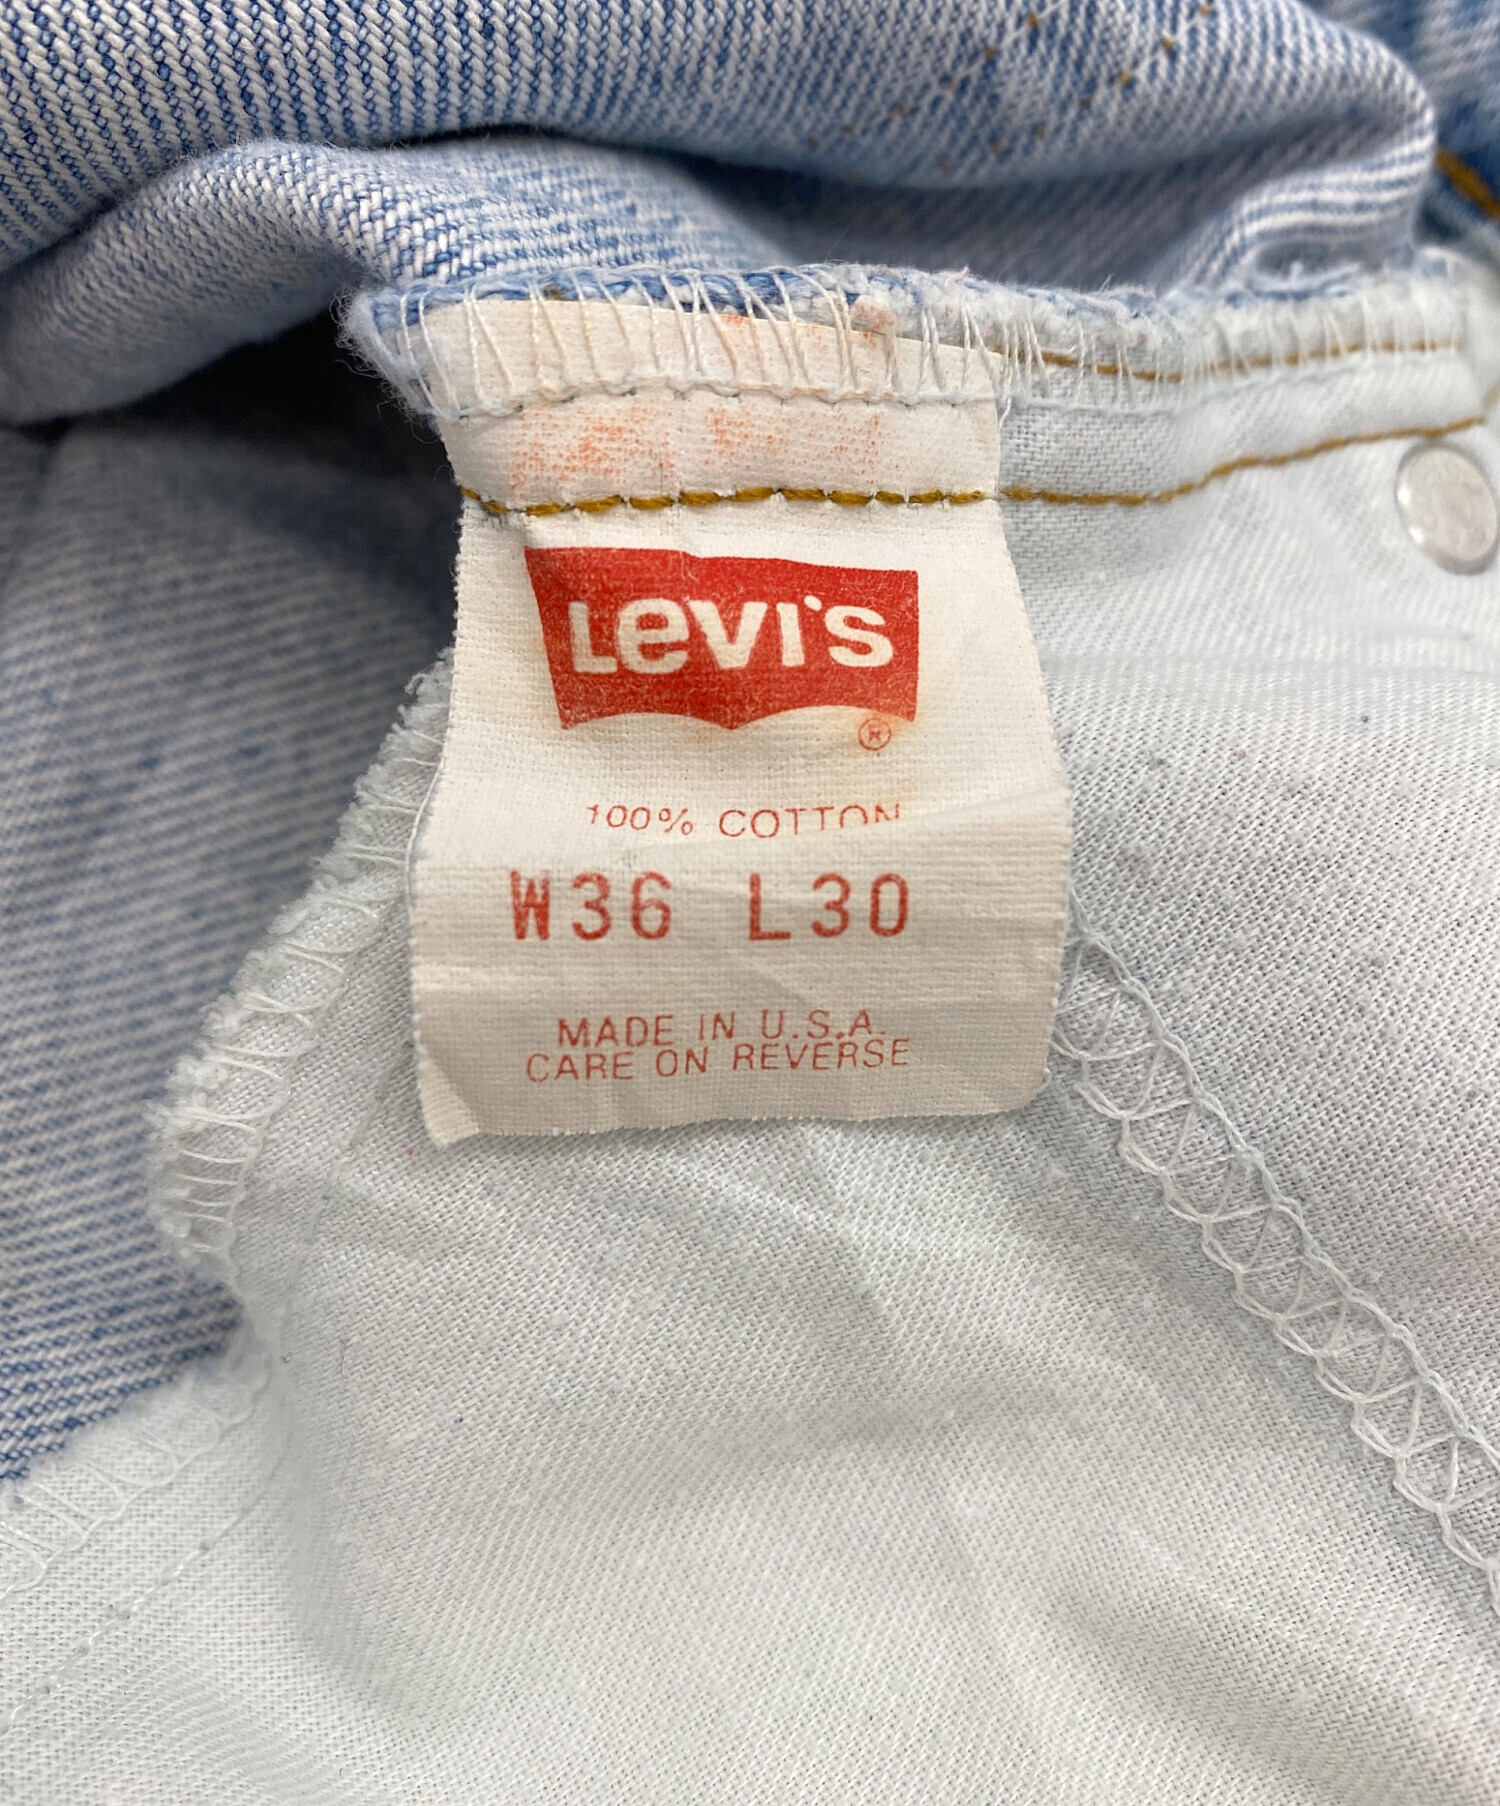 Levi's
®
100% COTTON
W36 L30
MADE IN U.S.A.
CARE ON REVERSE